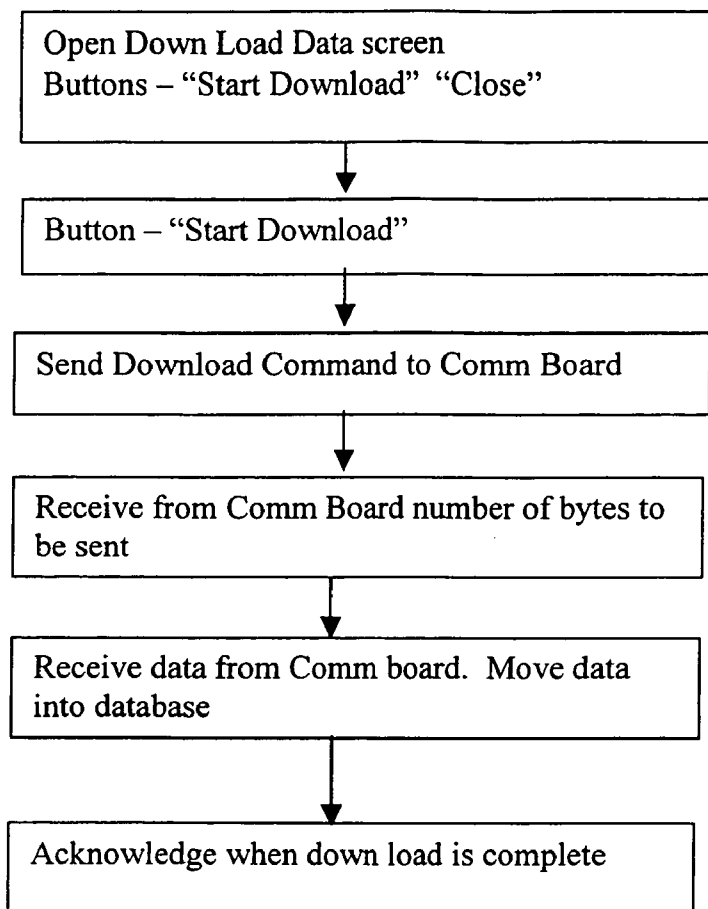 Open Down Load Data screen
Buttons – “Start Download” “Close”
Button – “Start Download”
Send Download Command to Comm Board
Receive from Comm Board number of bytes to
be sent
Receive data from Comm board. Move data
into database
Acknowledge when down load is complete